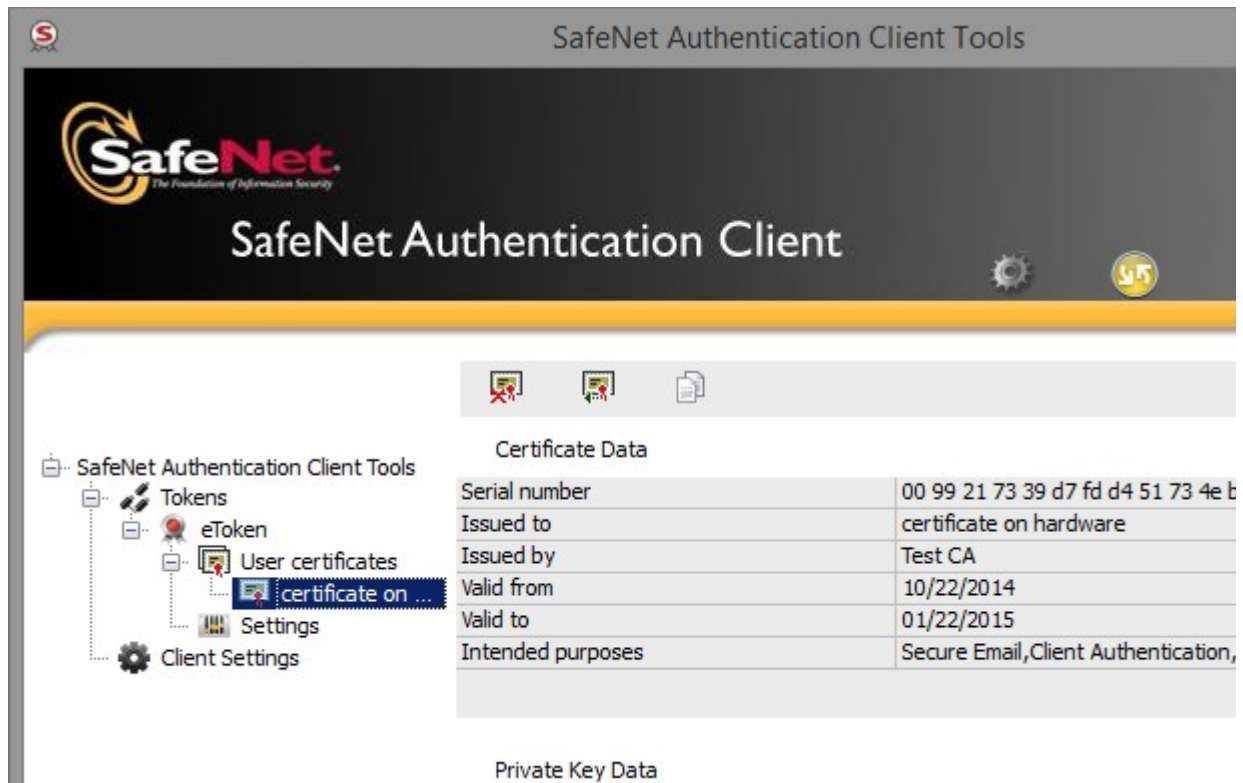 SafeNet Authentication Client Tools
SafeNet.
The Foundation of Information Security
SafeNet Authentication Client
SafeNet Authentication Client Tools
Tokens
eToken
User certificates
certificate on ...
Settings
Client Settings
Certificate Data
Serial number 00 99 21 73 39 d7 fd d4 51 73 4e b
Issued to certificate on hardware
Issued by Test CA
Valid from 10/22/2014
Valid to 01/22/2015
Intended purposes Secure Email,Client Authentication,
Private Key Data